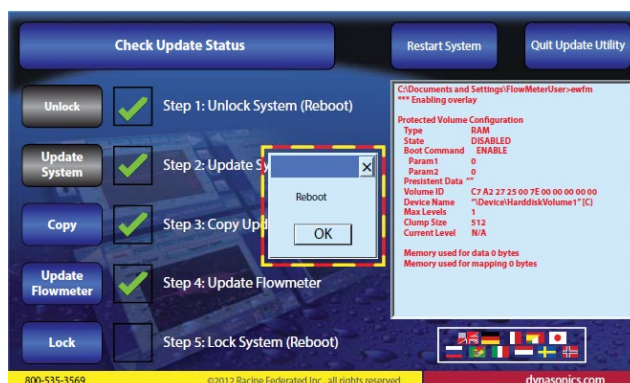 Check Update Status
Restart System
Quit Update Utility
Unlock
Step 1: Unlock System (Reboot)
Update
System
Step 2: Update Sy
Copy
Step 3: Copy Upd
Update
Flowmeter
Step 4: Update Flowmeter
Lock
Step 5: Lock System (Reboot)
Reboot
OK
C:\Documents and Settings\FlowMeterUser>ewfm
*** Enabling overlay
Protected Volume Configuration
Type RAM
State DISABLED
Boot Command ENABLE
Param1 0
Param2 0
Presistent Data ""
Volume ID C7 A2 27 25 00 7E 00 00 00 00 00
Device Name "\Device\HarddiskVolume1" [C)
Max Levels 1
Clump Size 512
Current Level N/A
Memory used for data 0 bytes
Memory used for mapping 0 bytes
800-535-3569
©2012 Racine Federated Inc., all rights reserved
dynasonics.com